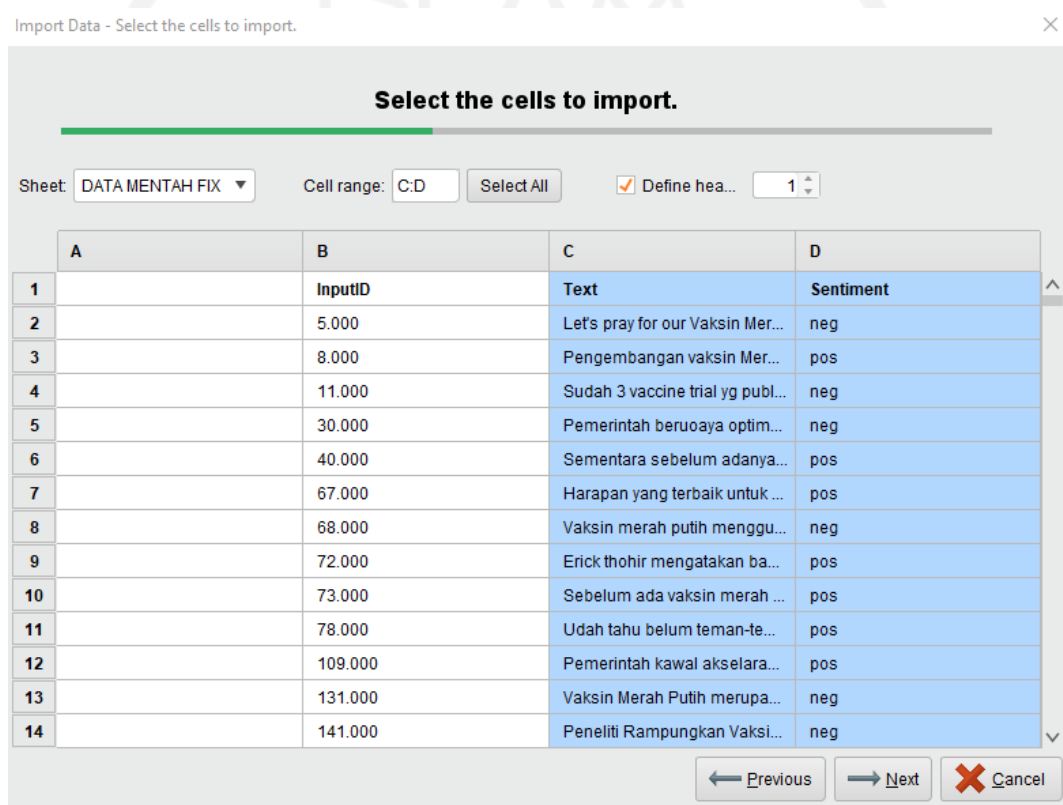 Import Data - Select the cells to import.
Select the cells to import.
Sheet: DATA MENTAH FIX Cell range: C:D Select All Define hea... 1
A B C D
1 InputID Text Sentiment
2 5.000 Let's pray for our Vaksin Mer... neg
3 8.000 Pengembangan vaksin Mer... pos
4 11.000 Sudah 3 vaccine trial yg publ... neg
5 30.000 Pemerintah beruoaya optim... neg
6 40.000 Sementara sebelum adanya... pos
7 67.000 Harapan yang terbaik untuk ... pos
8 68.000 Vaksin merah putih menggu... neg
9 72.000 Erick thohir mengatakan ba... pos
10 73.000 Sebelum ada vaksin merah ... pos
11 78.000 Udah tahu belum teman-te... pos
12 109.000 Pemerintah kawal akselara... pos
13 131.000 Vaksin Merah Putih merupa... neg
14 141.000 Peneliti Rampungkan Vaksi... neg
Previous Next Cancel